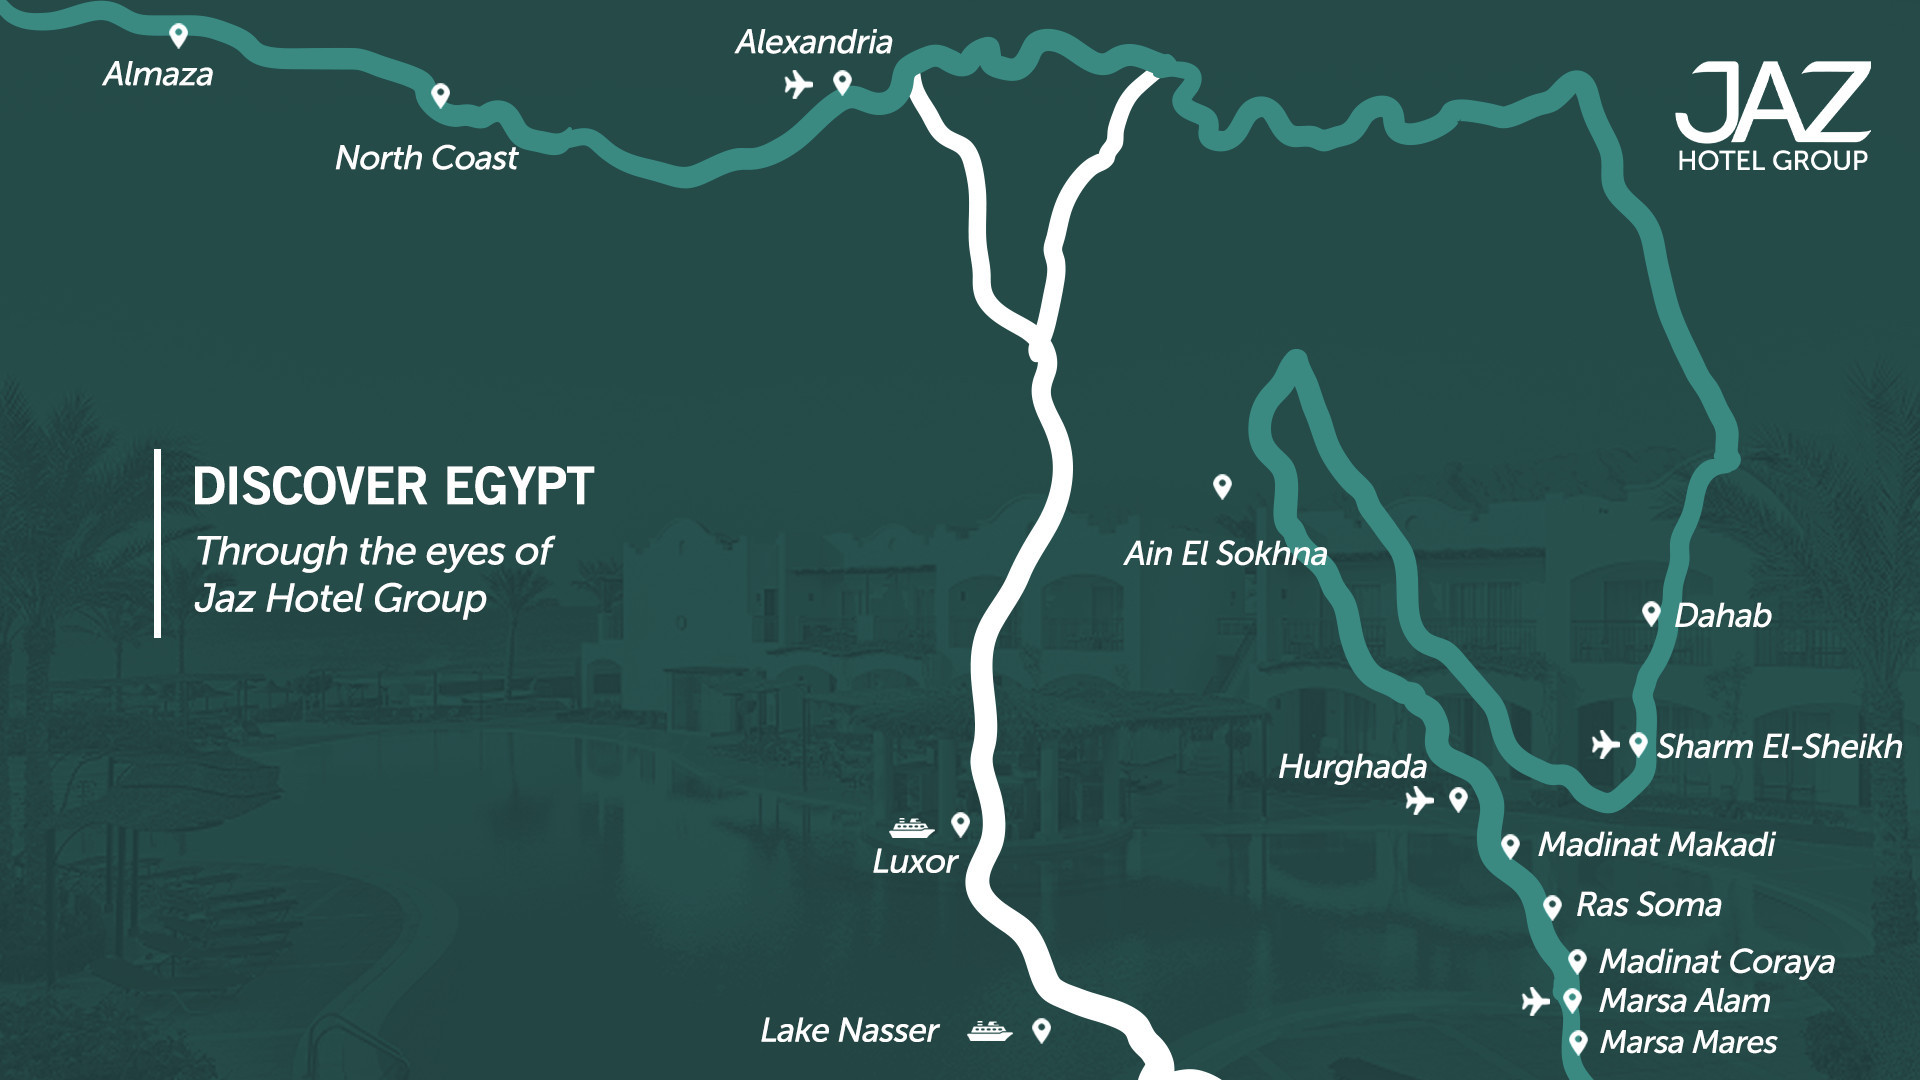 Almaza
North Coast
Alexandria
JAZ
HOTEL GROUP
DISCOVER EGYPT
Through the eyes of
Jaz Hotel Group
Ain El Sokhna
Dahab
Sharm El-Sheikh
Hurghada
Madinat Makadi
Luxor
Ras Soma
Madinat Coraya
Marsa Alam
Lake Nasser
Marsa Mares